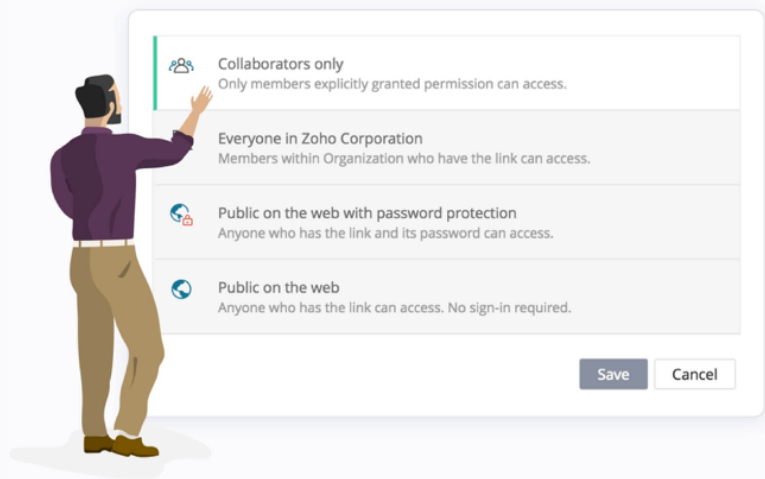 Collaborators only
Only members explicitly granted permission can access.
Everyone in Zoho Corporation
Members within Organization who have the link can access.
Public on the web with password protection
Anyone who has the link and its password can access.
Public on the web
Anyone who has the link can access. No sign-in required.
Save
Cancel